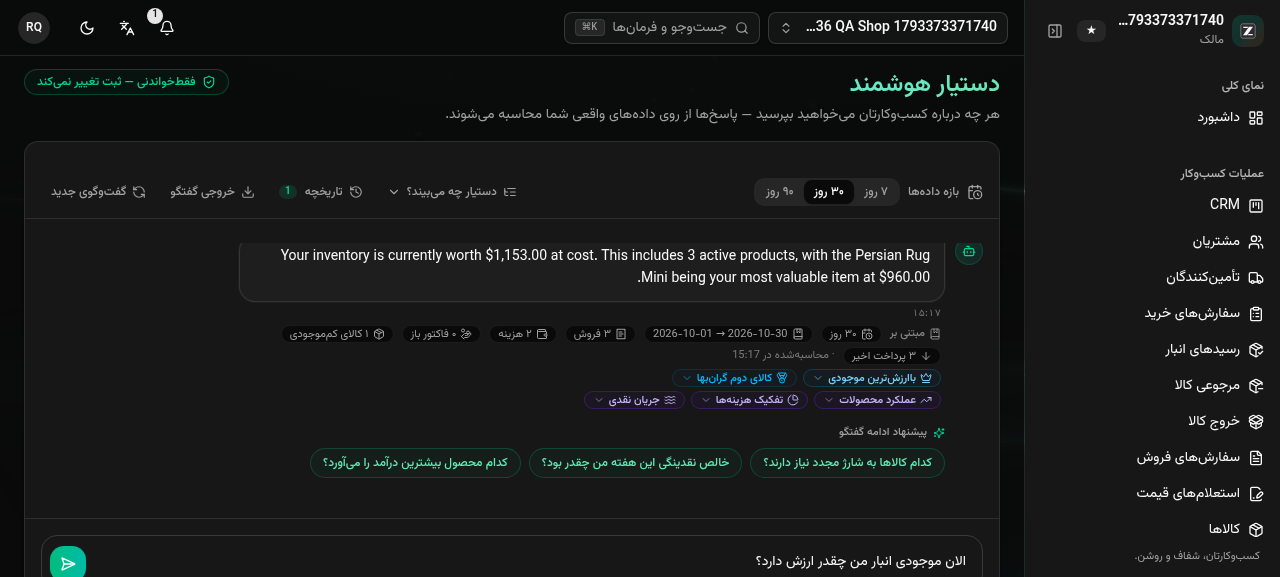 …793373371740
مالک
★
نمای کلی
داشبورد
عملیات کسب‌وکار
CRM
مشتریان
تأمین‌کنندگان
سفارش‌های خرید
رسیدهای انبار
مرجوعی کالا
خروج کالا
سفارش‌های فروش
استعلام‌های قیمت
کالاها
کسب‌وکارتان، شفاف و روشن.
…36 QA Shop 1793373371740
جست‌وجو و فرمان‌ها
⌘K
1
RQ
دستیار هوشمند
فقط‌خواندنی — ثبت تغییر نمی‌کند
هر چه درباره کسب‌وکارتان می‌خواهید بپرسید — پاسخ‌ها از روی داده‌های واقعی شما محاسبه می‌شوند.
بازه داده‌ها ۷ روز ۳۰ روز ۹۰ روز
دستیار چه می‌بیند؟ تاریخچه 1 خروجی گفتگو گفت‌وگوی جدید
Your inventory is currently worth $1,153.00 at cost. This includes 3 active products, with the Persian Rug
Mini being your most valuable item at $960.00.
۱۵:۱۷
مبتنی بر ۳۰ روز 2026-10-01 → 2026-10-30 ۳ فروش ۲ هزینه ۰ فاکتور باز ۱ کالای کم‌موجودی
۳ پرداخت اخیر · محاسبه‌شده در 15:17
باارزش‌ترین موجودی کالای دوم گران‌بها
عملکرد محصولات تفکیک هزینه‌ها جریان نقدی
پیشنهاد ادامه گفتگو
کدام کالاها به شارژ مجدد نیاز دارند؟ خالص نقدینگی این هفته من چقدر بود؟ کدام محصول بیشترین درآمد را می‌آورد؟
الان موجودی انبار من چقدر ارزش دارد؟